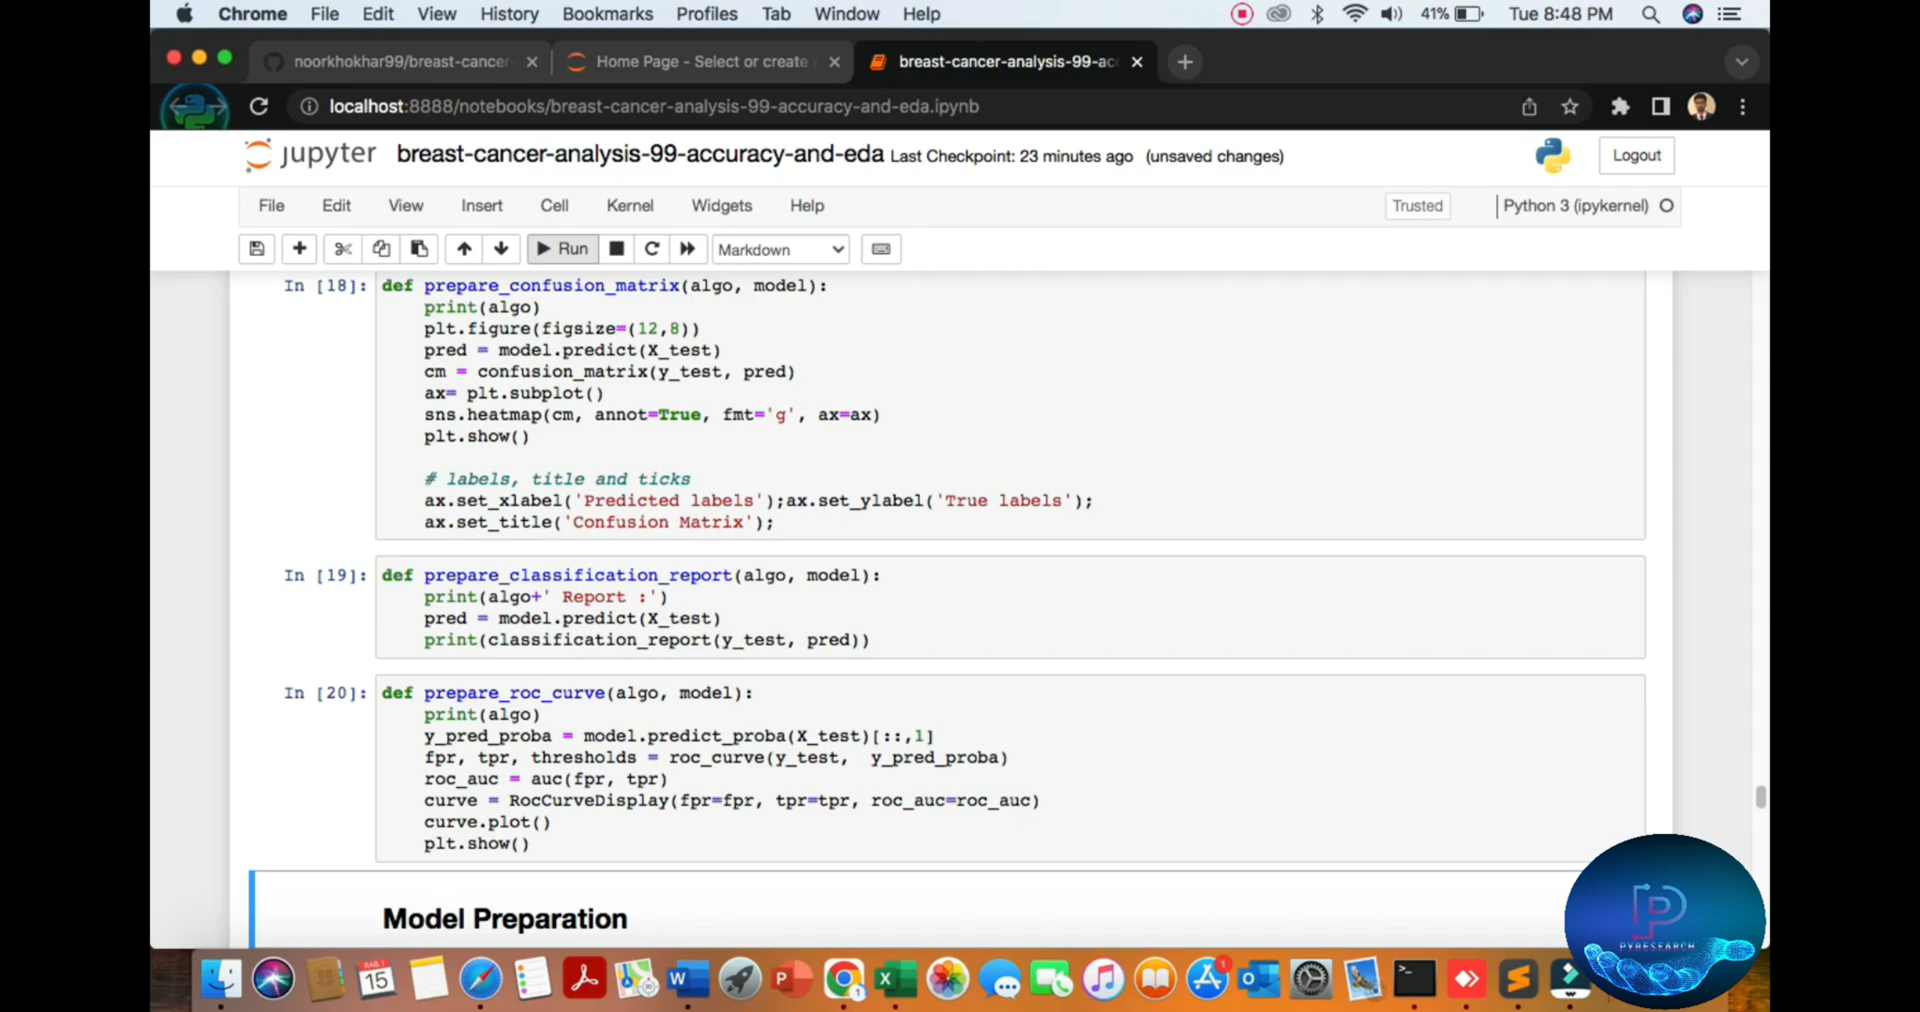 Chrome File Edit View History Bookmarks Profiles Tab Window Help 41% Tue 8:48 PM
noorkhokhar99/breast-cancer- Home Page - Select or create a breast-cancer-analysis-99-acc
localhost:8888/notebooks/breast-cancer-analysis-99-accuracy-and-eda.ipynb
jupyter breast-cancer-analysis-99-accuracy-and-eda Last Checkpoint: 23 minutes ago (unsaved changes) Logout
File Edit View Insert Cell Kernel Widgets Help Trusted Python 3 (ipykernel)
Run Markdown
In [18]: def prepare_confusion_matrix(algo, model):
print(algo)
plt.figure(figsize=(12,8))
pred = model.predict(X_test)
cm = confusion_matrix(y_test, pred)
ax= plt.subplot()
sns.heatmap(cm, annot=True, fmt='g', ax=ax)
plt.show()
# labels, title and ticks
ax.set_xlabel('Predicted labels');ax.set_ylabel('True labels');
ax.set_title('Confusion Matrix');
In [19]: def prepare_classification_report(algo, model):
print(algo+' Report :')
pred = model.predict(X_test)
print(classification_report(y_test, pred))
In [20]: def prepare_roc_curve(algo, model):
print(algo)
y_pred_proba = model.predict_proba(X_test)[::,1]
fpr, tpr, thresholds = roc_curve(y_test,  y_pred_proba)
roc_auc = auc(fpr, tpr)
curve = RocCurveDisplay(fpr=fpr, tpr=tpr, roc_auc=roc_auc)
curve.plot()
plt.show()
Model Preparation
PYRESEARCH
15
1
1